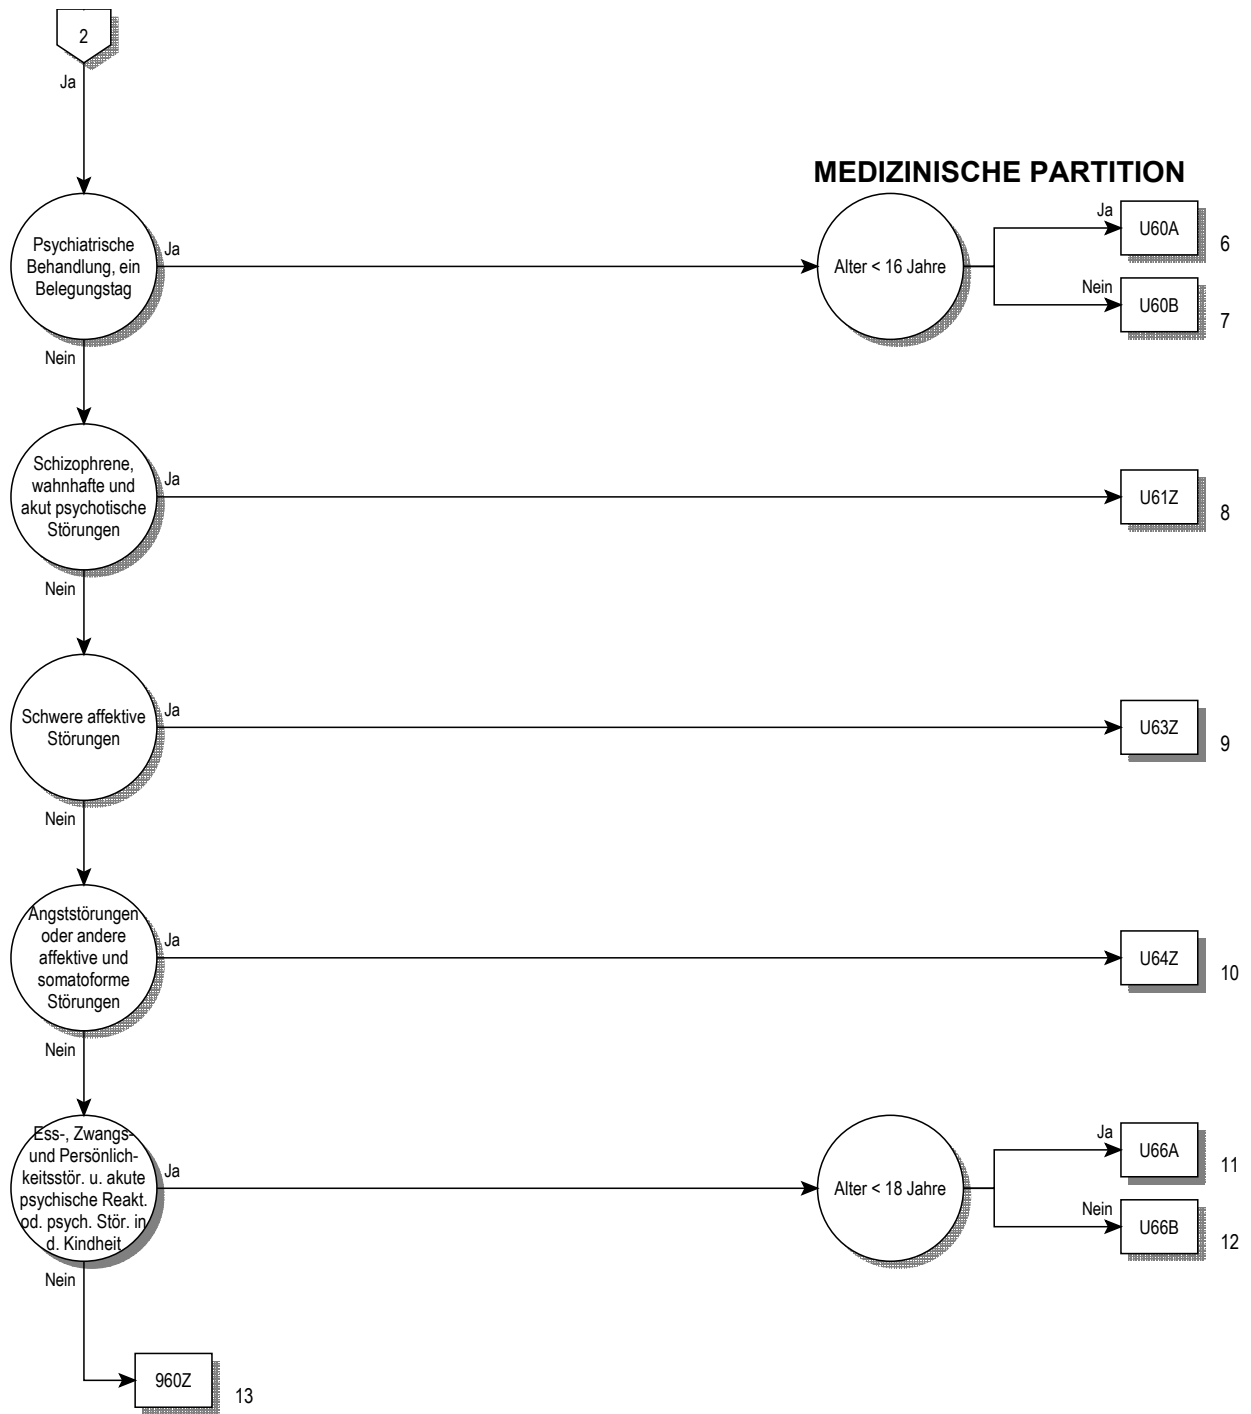 2
Ja
MEDIZINISCHE PARTITION
Psychiatrische
Behandlung, ein
Belegungstag
Ja
Alter < 16 Jahre
Ja
U60A
6
Nein
U60B
7
Nein
Schizophrene,
wahnhafte und
akut psychotische
Störungen
Ja
U61Z
8
Nein
Schwere affektive
Störungen
Ja
U63Z
9
Nein
Angststörungen
oder andere
affektive und
somatoforme
Störungen
Ja
U64Z
10
Nein
Ess-, Zwangs-
und Persönlich-
keitsstör. u. akute
psychische Reakt.
od. psych. Stör. in
d. Kindheit
Ja
Alter < 18 Jahre
Ja
U66A
11
Nein
U66B
12
Nein
960Z
13